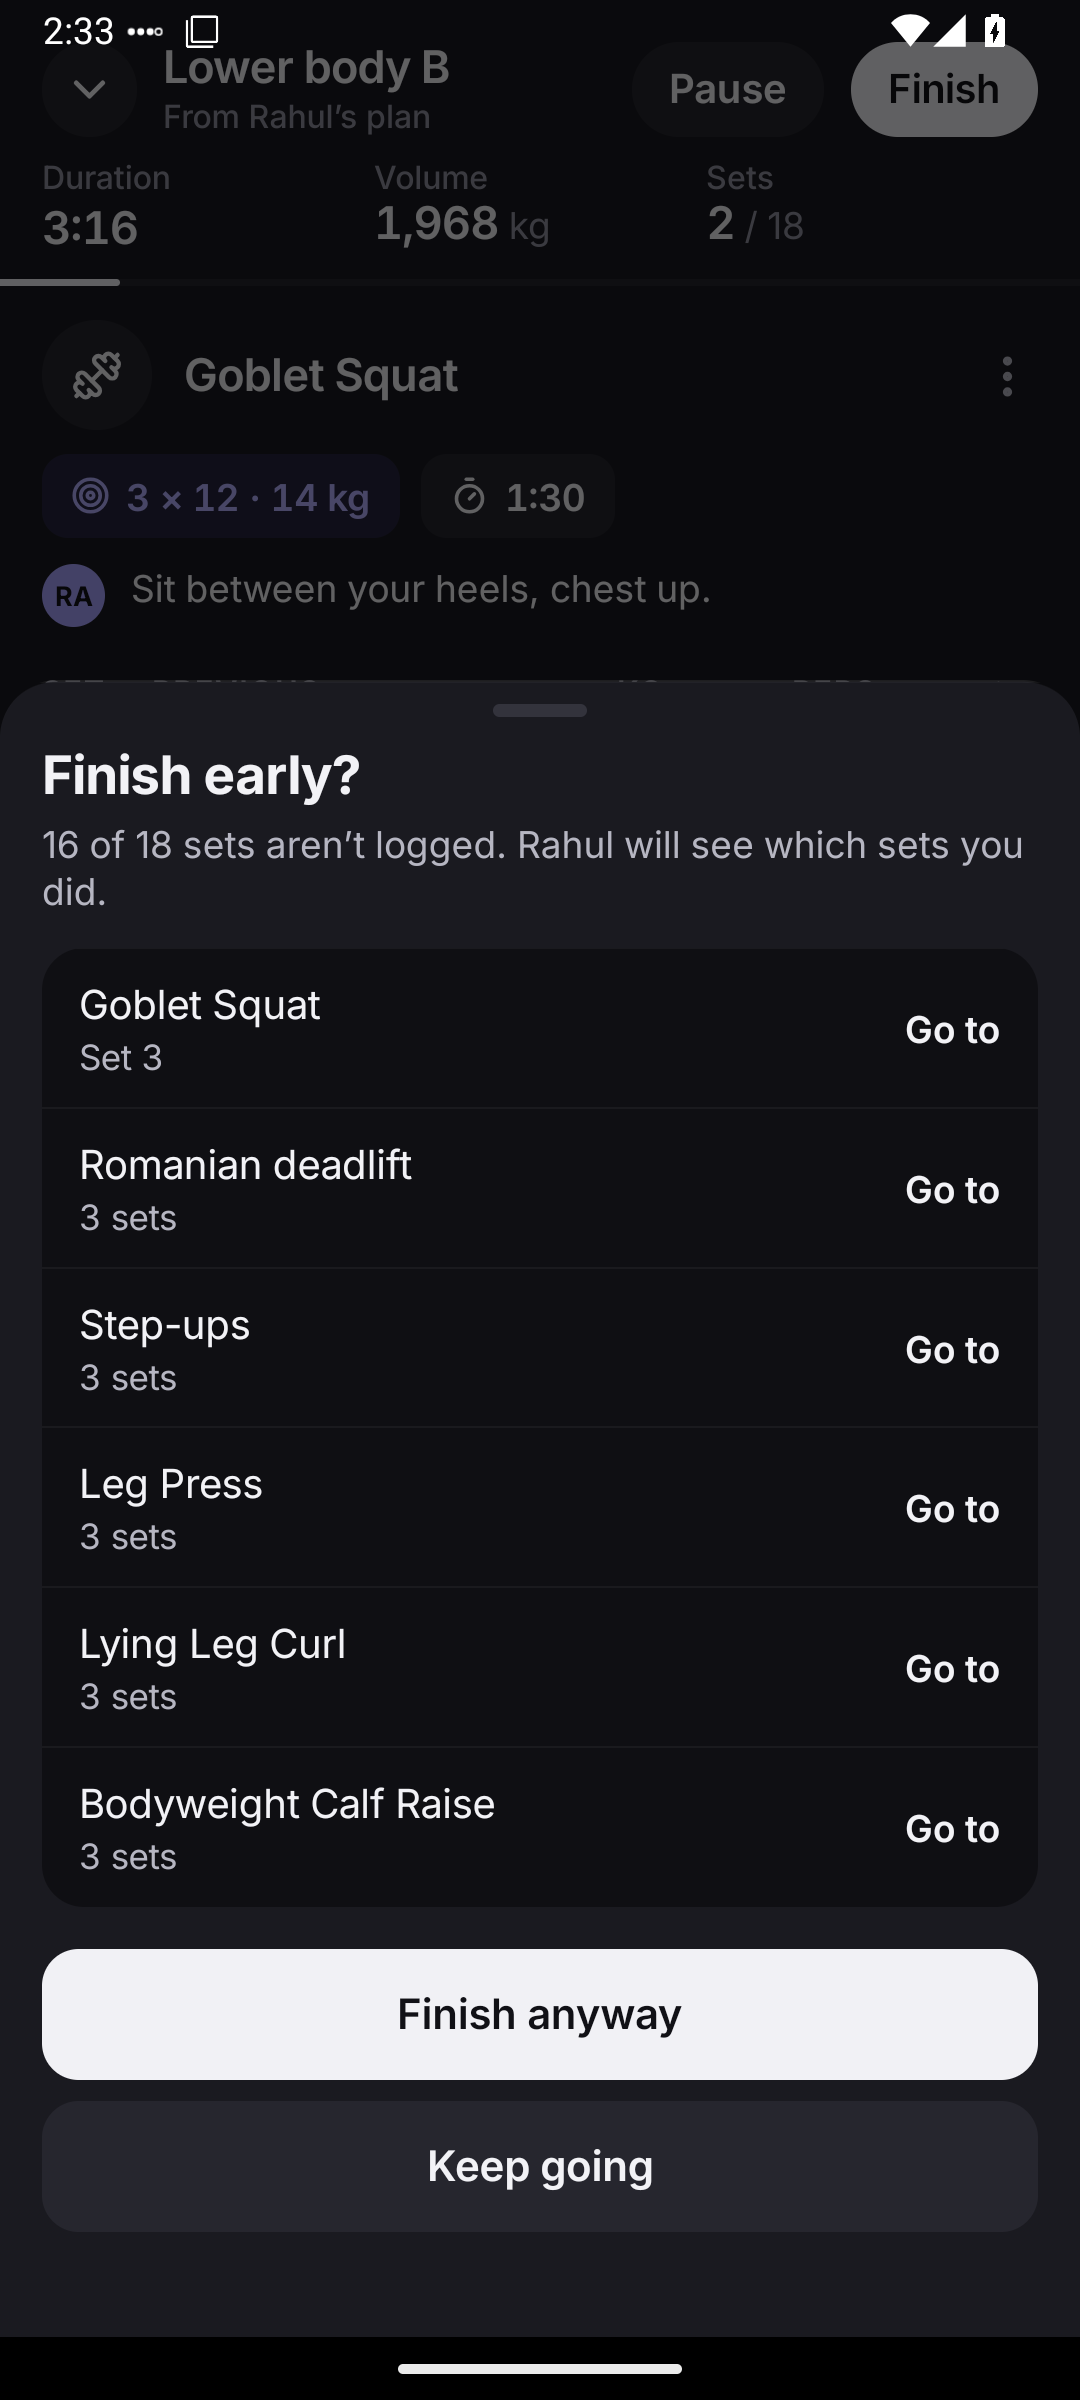 2:33
Lower body B
From Rahul’s plan
Pause
Finish
Duration
Volume
Sets
3:16
1,968 kg
2 / 18
Goblet Squat
3 × 12 · 14 kg
1:30
RA
Sit between your heels, chest up.
Finish early?
16 of 18 sets aren’t logged. Rahul will see which sets you
did.
Goblet Squat
Set 3
Go to
Romanian deadlift
3 sets
Go to
Step-ups
3 sets
Go to
Leg Press
3 sets
Go to
Lying Leg Curl
3 sets
Go to
Bodyweight Calf Raise
3 sets
Go to
Finish anyway
Keep going